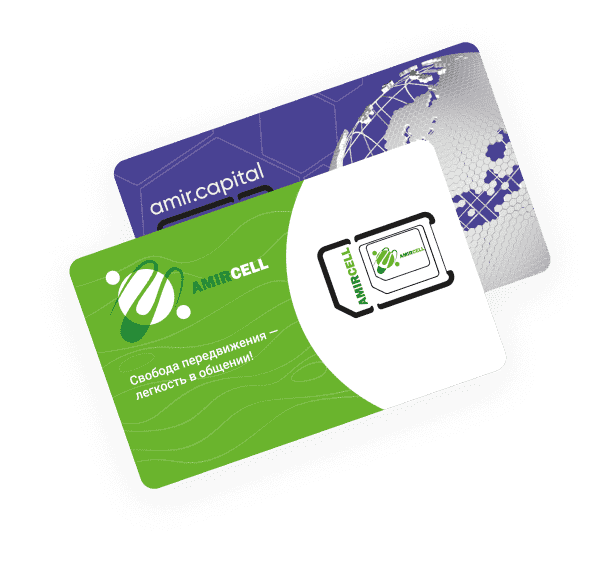 amir.capital
AMIRCELL
Свобода передвижения —
легкость в общении!
AMIRCELL
AMIRCELL